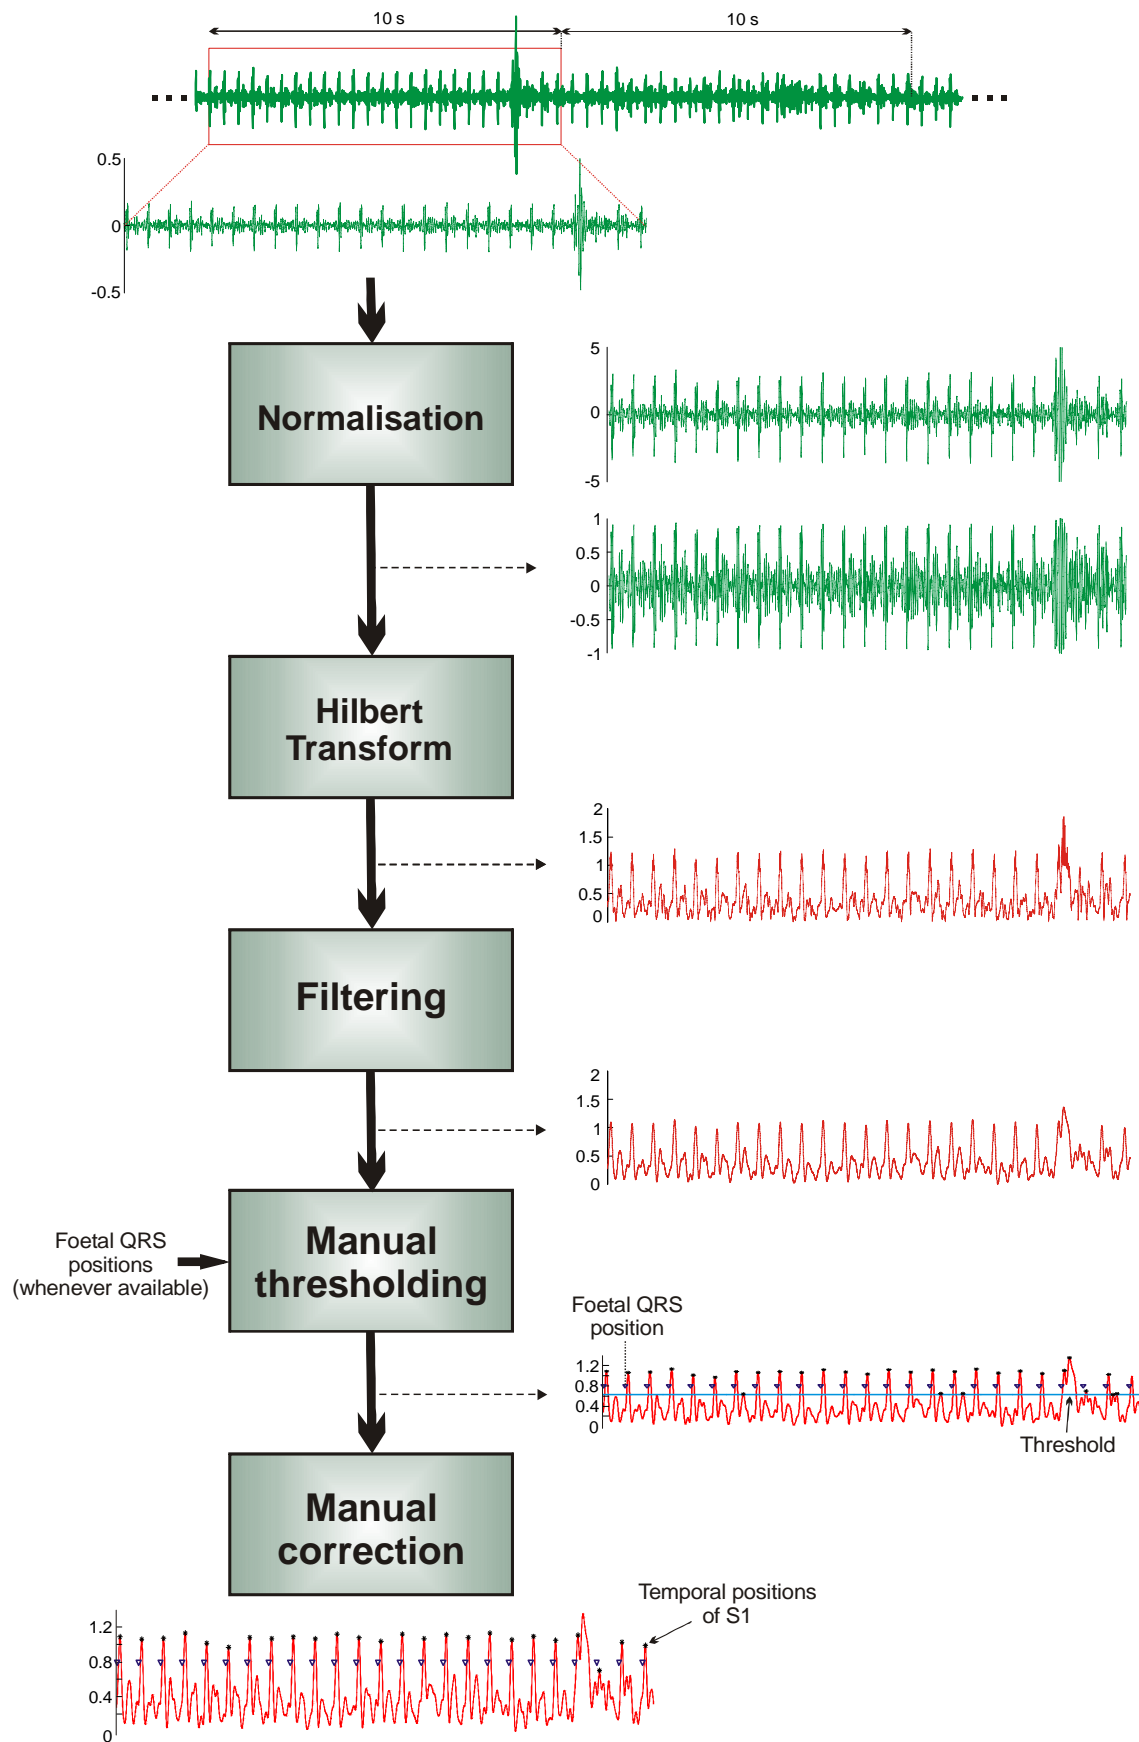 10 s
10 s
0.5
0
-0.5
Normalisation
5
0
-5
1
0.5
0
-0.5
-1
Hilbert
Transform
2
1.5
1
0.5
0
Filtering
2
1.5
1
0.5
0
Foetal QRS
positions
(whenever available)
Manual
thresholding
Foetal QRS
position
1.2
0.8
0.4
0
Threshold
Manual
correction
Temporal positions
of S1
1.2
0.8
0.4
0